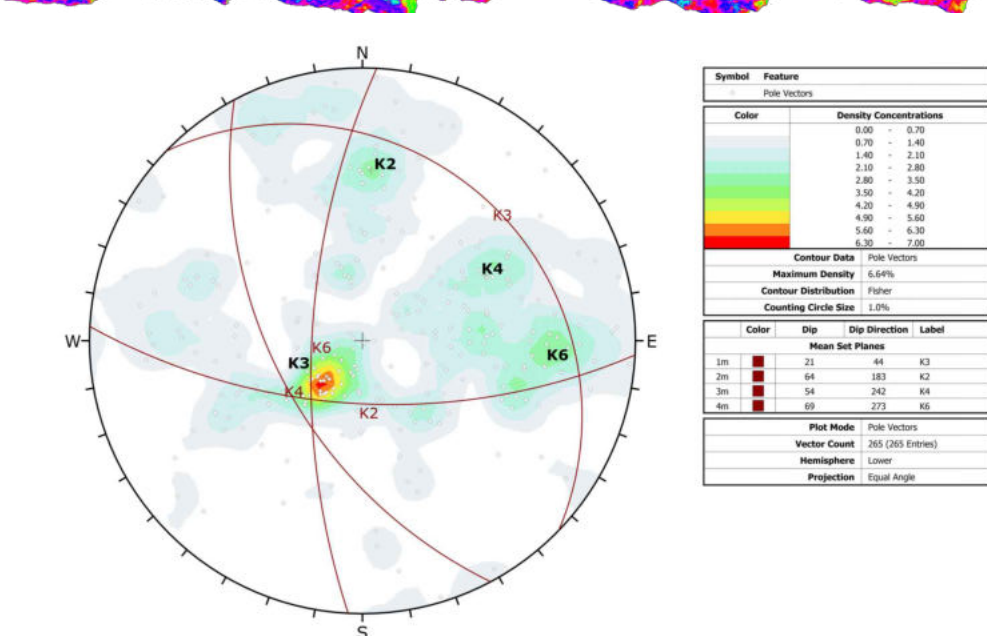 N
K2
K3
K4
W
E
K6
K6
K3
K4
K2
S
Symbol Feature
Pole Vectors
Color Density Concentrations
0.00 - 0.70
0.70 - 1.40
1.40 - 2.10
2.10 - 2.80
2.80 - 3.50
3.50 - 4.20
4.20 - 4.90
4.90 - 5.60
5.60 - 6.30
6.30 - 7.00
Contour Data Pole Vectors
Maximum Density 6.64%
Contour Distribution Fisher
Counting Circle Size 1.0%
Color Dip Dip Direction Label
Mean Set Planes
1m 21 44 K3
2m 64 183 K2
3m 54 242 K4
4m 69 273 K6
Plot Mode Pole Vectors
Vector Count 265 (265 Entries)
Hemisphere Lower
Projection Equal Angle